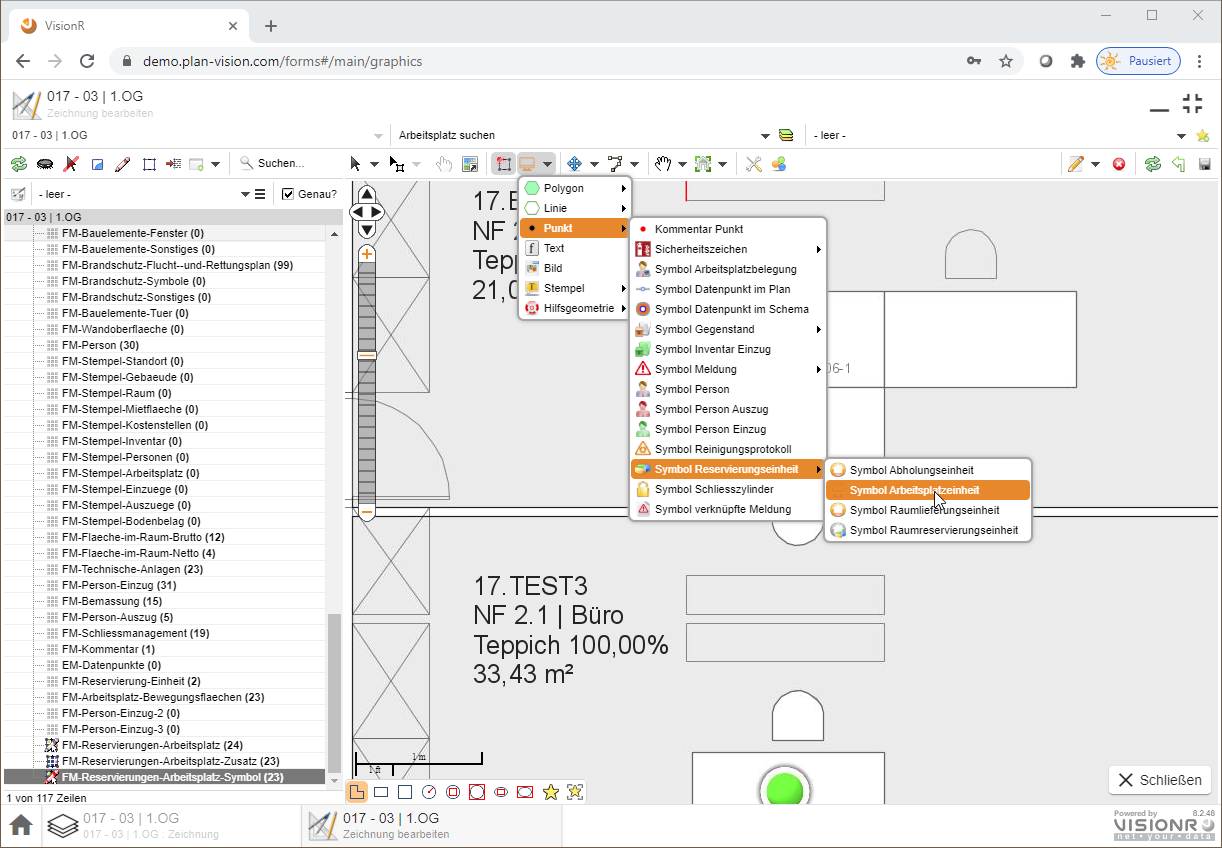 VisionR
demo.plan-vision.com/forms#/main/graphics
Pausiert
017 - 03 | 1.OG
Zeichnung bearbeiten
017 - 03 | 1.OG
Arbeitsplatz suchen
- leer -
Suchen...
- leer -
Genau?
017 - 03 | 1.OG
FM-Bauelemente-Fenster (0)
FM-Bauelemente-Sonstiges (0)
FM-Brandschutz-Flucht--und-Rettungsplan (99)
FM-Brandschutz-Symbole (0)
FM-Brandschutz-Sonstiges (0)
FM-Bauelemente-Tuer (0)
FM-Wandoberflaeche (0)
FM-Person (30)
FM-Stempel-Standort (0)
FM-Stempel-Gebaeude (0)
FM-Stempel-Raum (0)
FM-Stempel-Mietflaeche (0)
FM-Stempel-Kostenstellen (0)
FM-Stempel-Inventar (0)
FM-Stempel-Personen (0)
FM-Stempel-Arbeitsplatz (0)
FM-Stempel-Einzuege (0)
FM-Stempel-Auszuege (0)
FM-Stempel-Bodenbelag (0)
FM-Flaeche-im-Raum-Brutto (12)
FM-Flaeche-im-Raum-Netto (4)
FM-Technische-Anlagen (23)
FM-Person-Einzug (31)
FM-Bemassung (15)
FM-Person-Auszug (5)
FM-Schliessmanagement (19)
FM-Kommentar (1)
EM-Datenpunkte (0)
FM-Reservierung-Einheit (2)
FM-Arbeitsplatz-Bewegungsflaechen (23)
FM-Person-Einzug-2 (0)
FM-Person-Einzug-3 (0)
FM-Reservierungen-Arbeitsplatz (24)
FM-Reservierungen-Arbeitsplatz-Zusatz (23)
FM-Reservierungen-Arbeitsplatz-Symbol (23)
1 von 117 Zeilen
Polygon
Linie
Punkt
Text
Bild
Stempel
Hilfsgeometrie
Kommentar Punkt
Sicherheitszeichen
Symbol Arbeitsplatzbelegung
Symbol Datenpunkt im Plan
Symbol Datenpunkt im Schema
Symbol Gegenstand
Symbol Inventar Einzug
Symbol Meldung
Symbol Person
Symbol Person Auszug
Symbol Person Einzug
Symbol Reinigungsprotokoll
Symbol Reservierungseinheit
Symbol Schliesszylinder
Symbol verknüpfte Meldung
Symbol Abholungseinheit
Symbol Arbeitsplatzeinheit
Symbol Raumlieferungseinheit
Symbol Raumreservierungseinheit
NF
21,
06-1
17.TEST3
NF 2.1 | Büro
Teppich 100,00%
33,43 m²
1 m
1 ft
Schließen
017 - 03 | 1.OG
017 - 03 | 1.OG : Zeichnung
017 - 03 | 1.OG
Zeichnung bearbeiten
Powered by
8.2.48
VISIONR
net • your • data